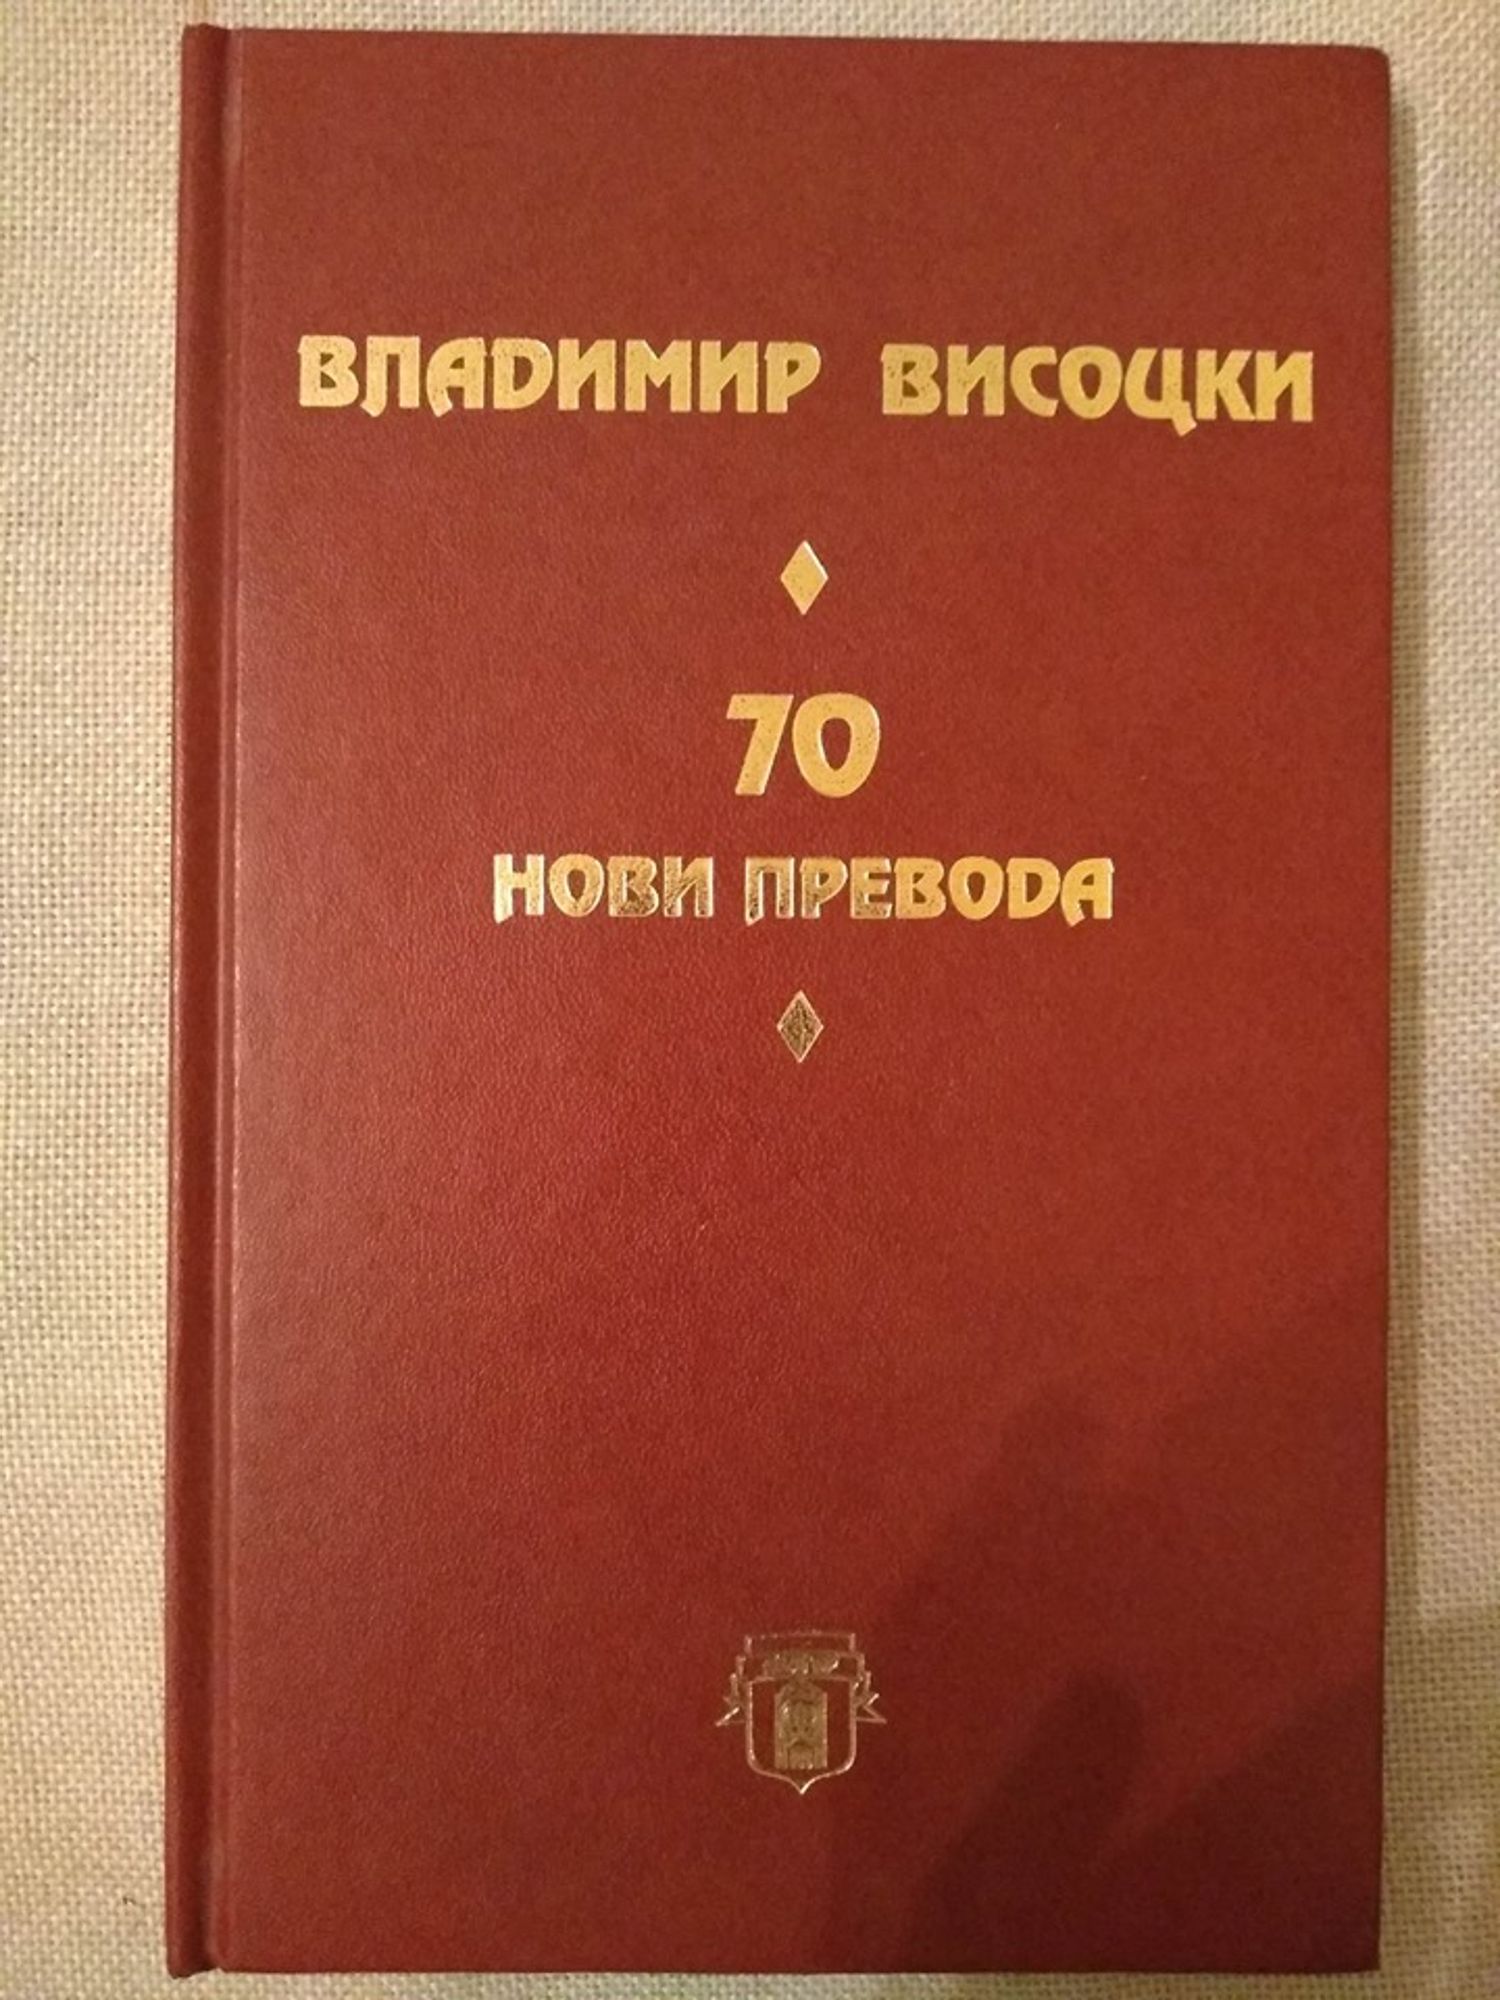 ВЛАДИМИР ВИСОЦКИ
70
НОВИ ПРЕВОДА